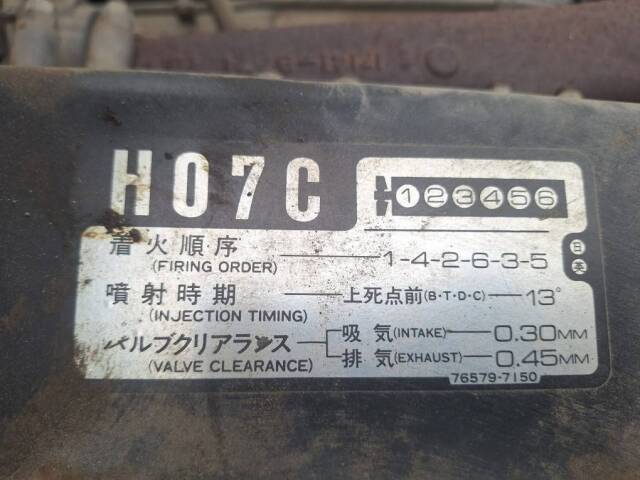 H07C
①②③④⑤⑥
着火順序 (FIRING ORDER) 1-4-2-6-3-5
日英
噴射時期 (INJECTION TIMING) 上死点前(B·T·D·C) 13°
バルブクリアランス (VALVE CLEARANCE) 吸気(INTAKE) 0.30MM
排気(EXHAUST) 0.45MM
76579-7150